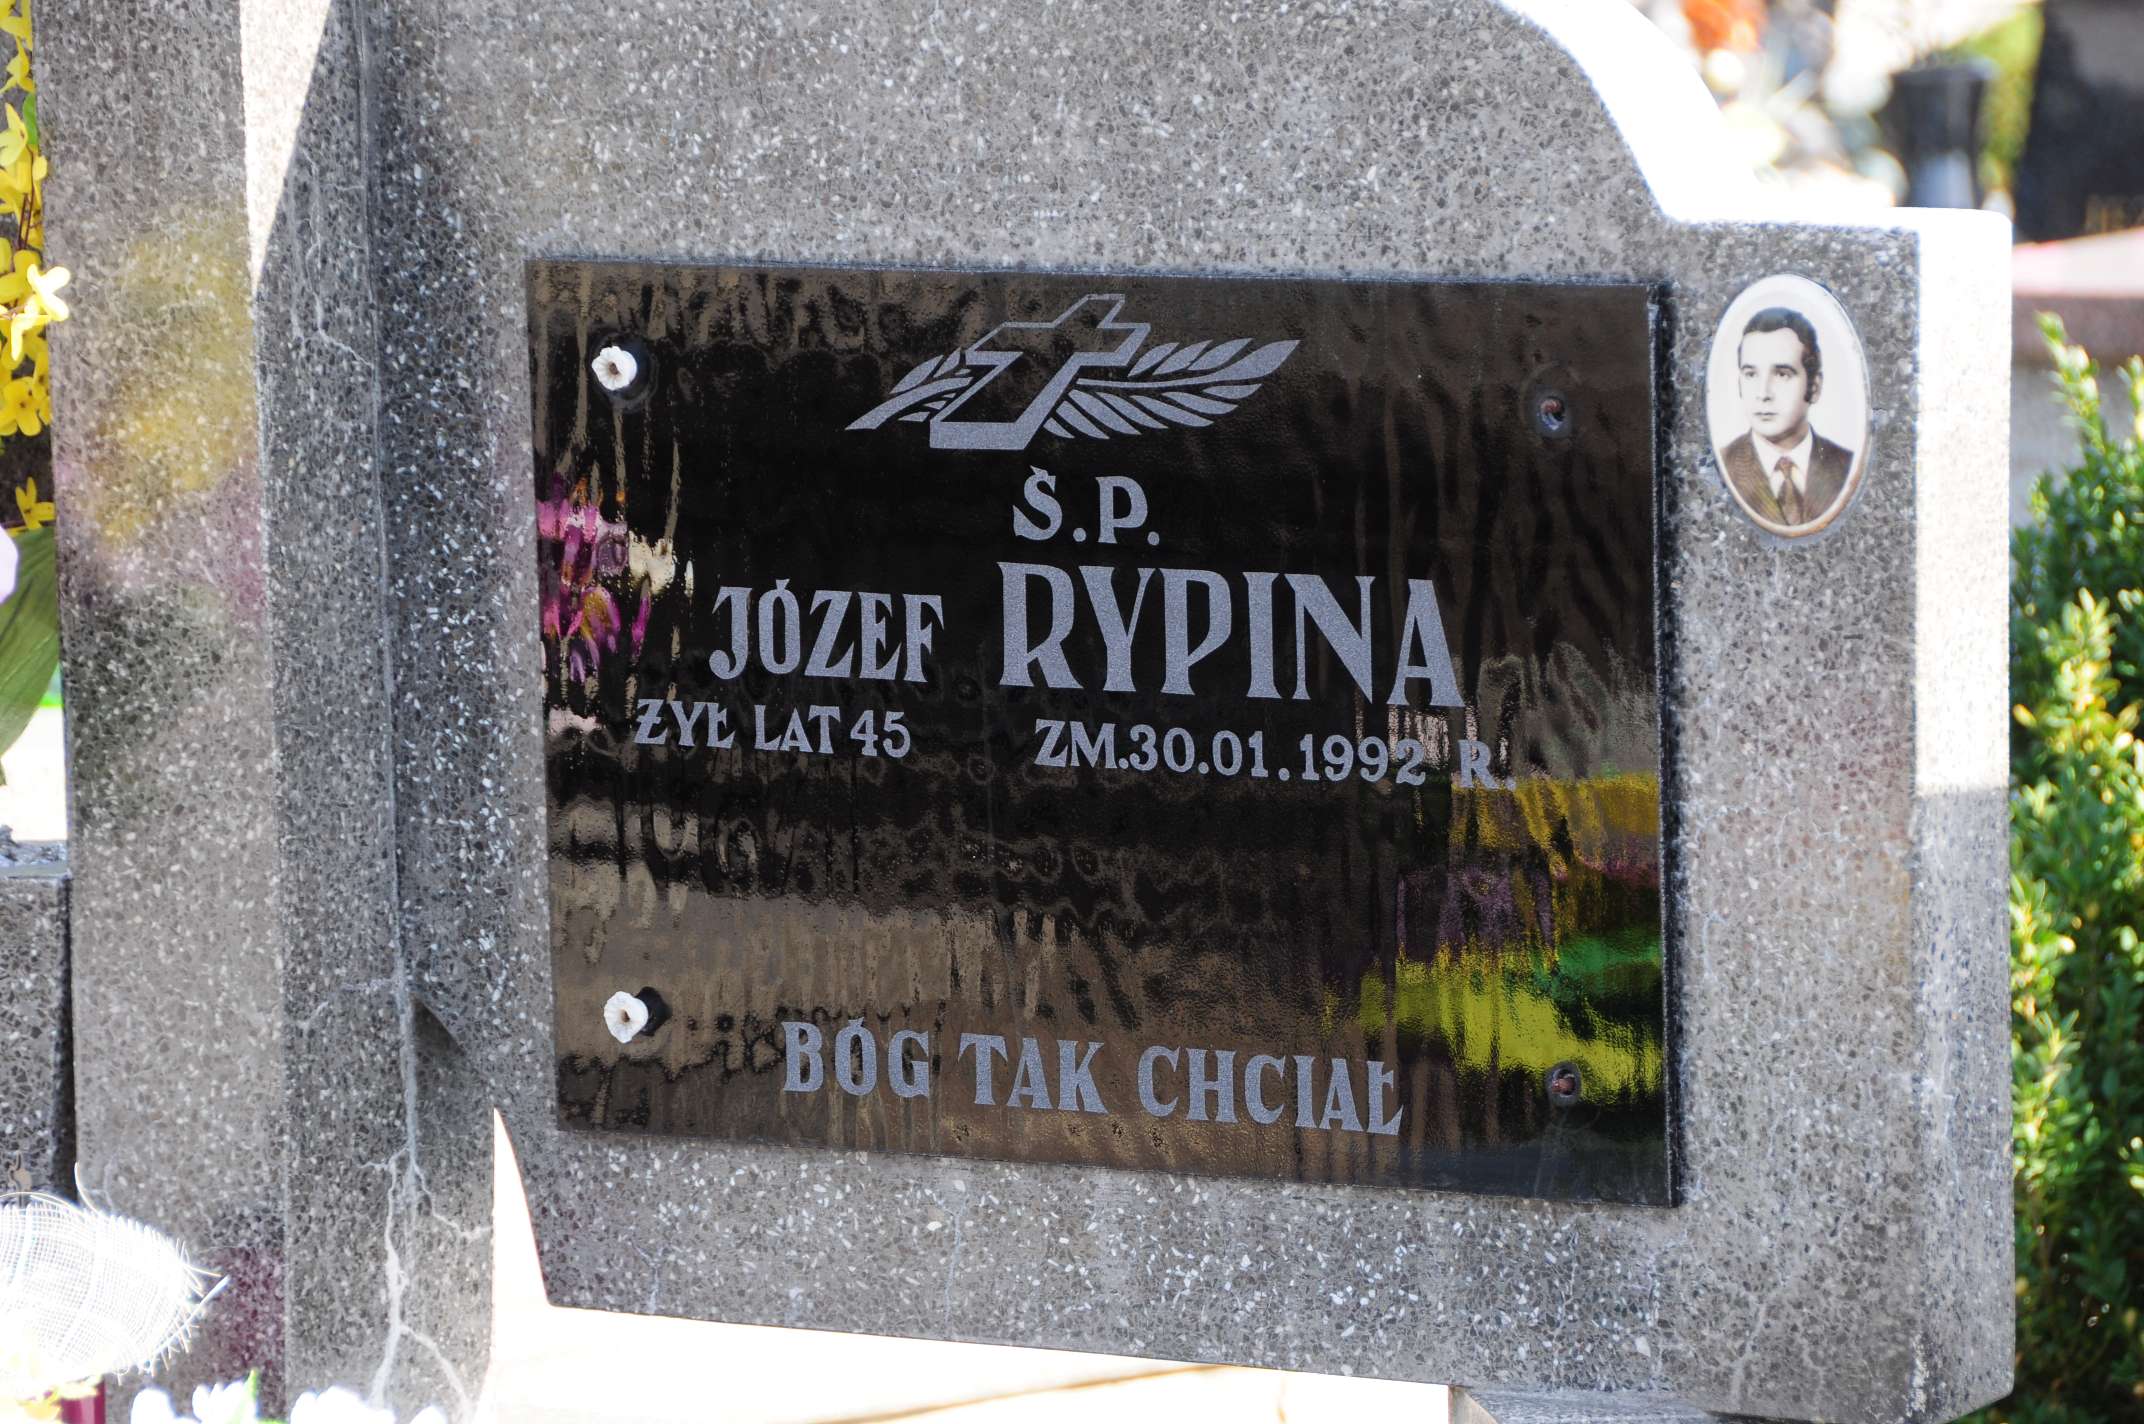 Ś.P.
JÓZEF RYPINA
ŻYŁ LAT 45 ZM.30.01.1992 R.
BÓG TAK CHCIAŁ